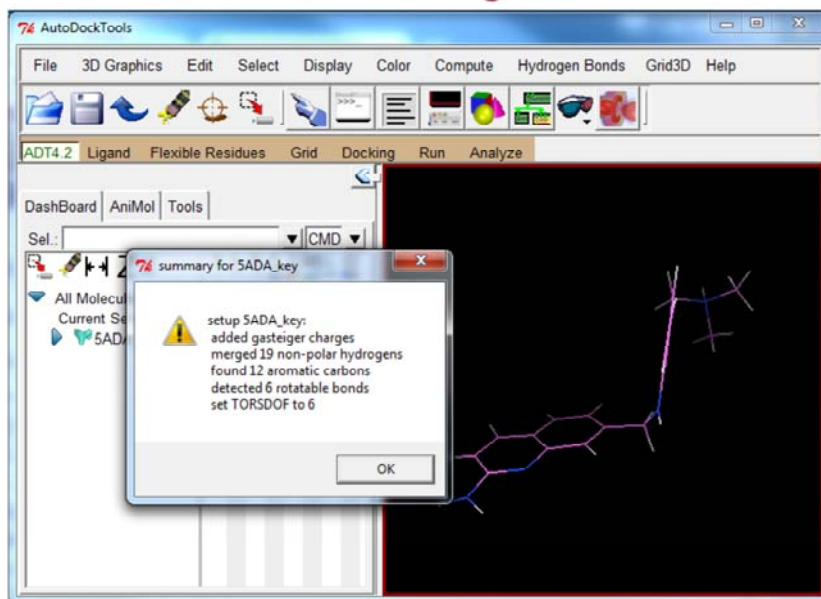 AutoDockTools
File 3D Graphics Edit Select Display Color Compute Hydrogen Bonds Grid3D Help
ADT4.2 Ligand Flexible Residues Grid Docking Run Analyze
DashBoard AniMol Tools
Sel.: CMD
summary for 5ADA_key
All Molecul
Current Se
5ADA
setup 5ADA_key:
added gasteiger charges
merged 19 non-polar hydrogens
found 12 aromatic carbons
detected 6 rotatable bonds
set TORSDOF to 6
OK